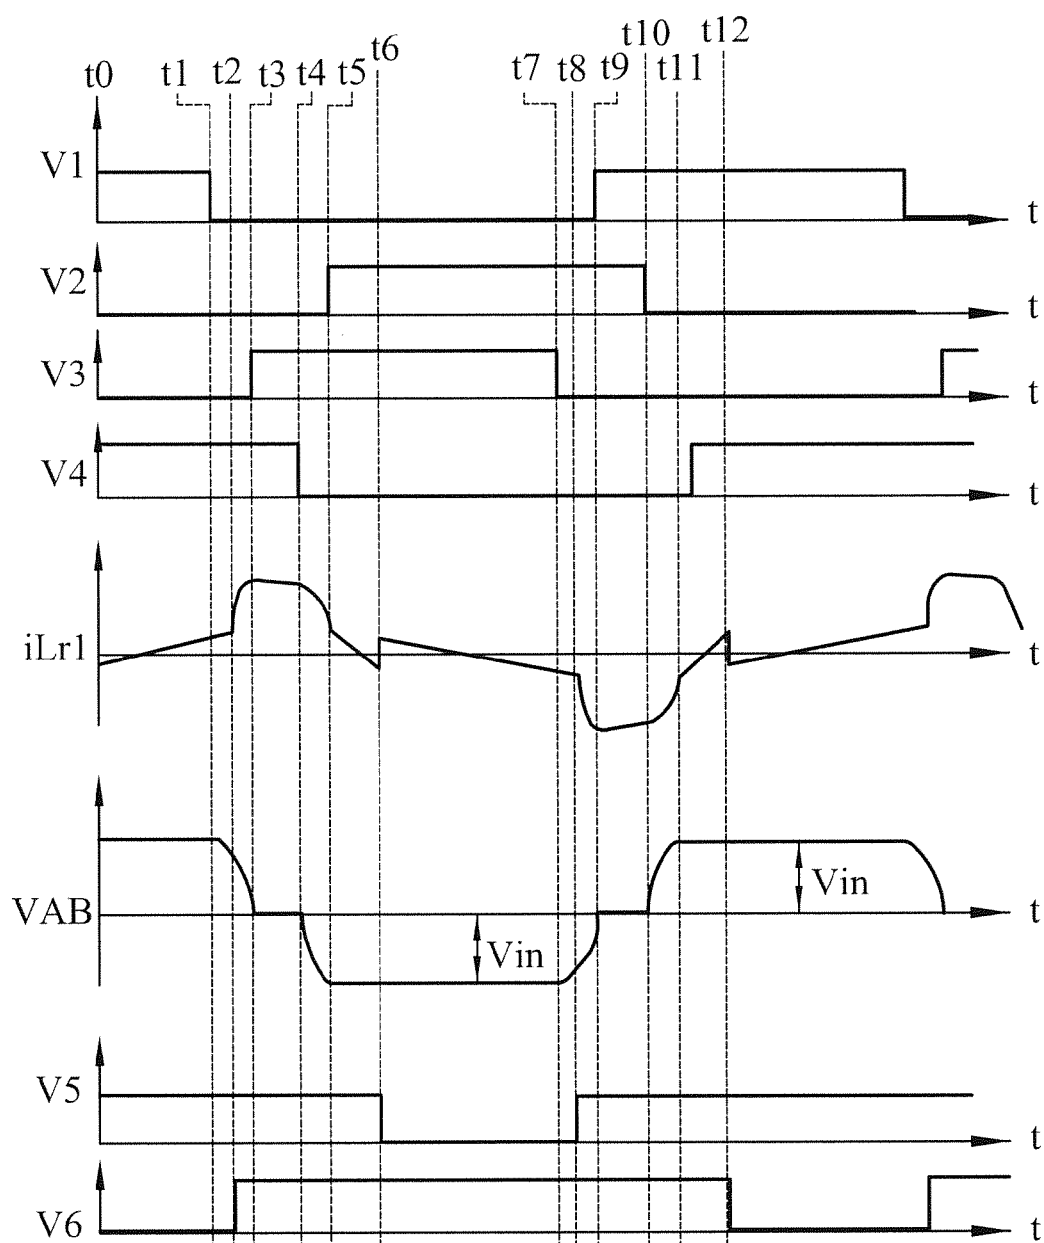 t0 t1 t2 t3 t4 t5 t6 t7 t8 t9 t10 t11 t12
V1 t
V2 t
V3 t
V4 t
iLr1 t
VAB Vin Vin t
V5 t
V6 t